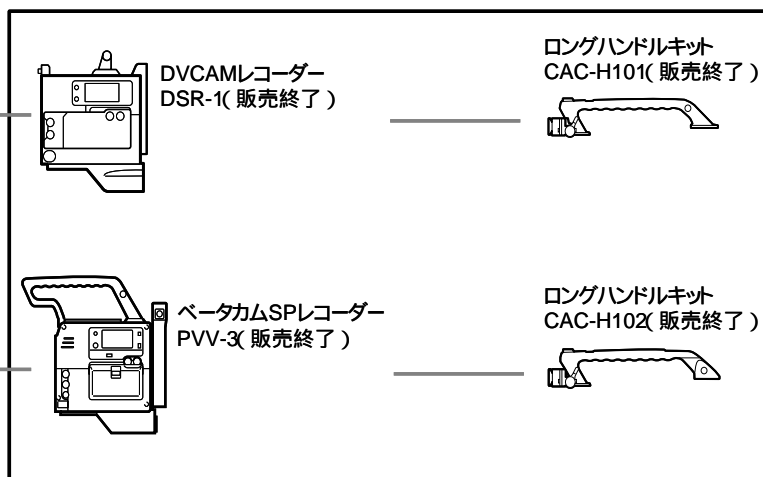 DVCAMレコーダー
DSR-1(販売終了)
ロングハンドルキット
CAC-H101(販売終了)
ベータカムSPレコーダー
PVV-3(販売終了)
ロングハンドルキット
CAC-H102(販売終了)